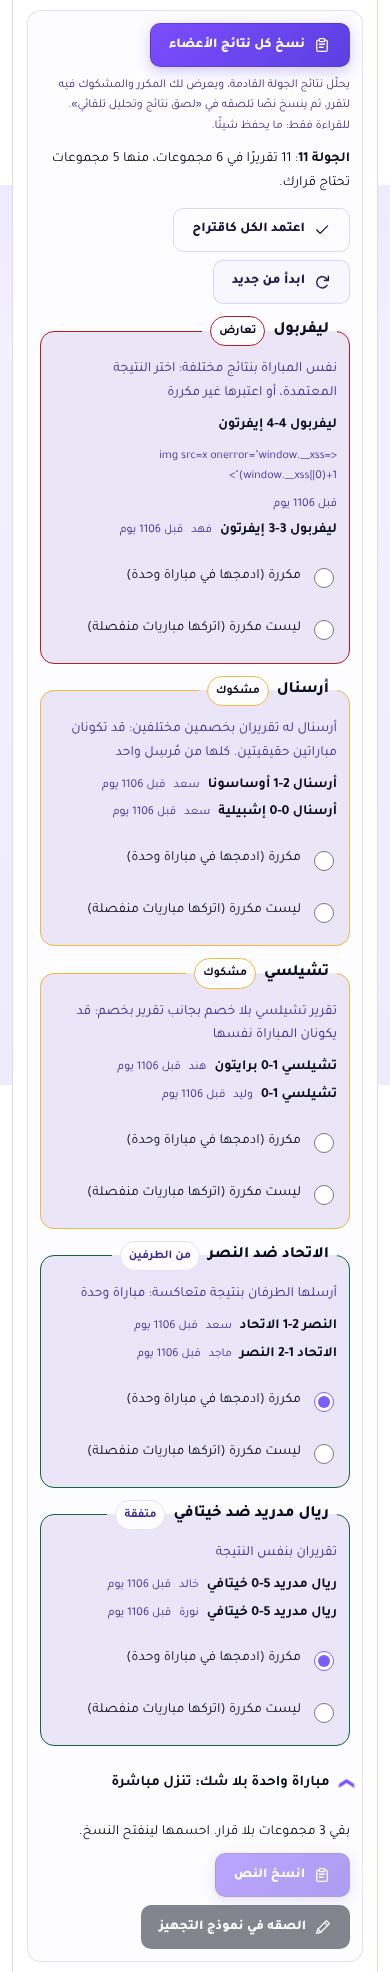 نسخ كل نتائج الأعضاء
يحلّل نتائج الجولة القادمة، ويعرض لك المكرر والمشكوك فيه
لتقرر، ثم ينسخ نصًا تلصقه في «لصق نتائج وتحليل تلقائي».
للقراءة فقط: ما يحفظ شيئًا.
الجولة 11: 11 تقريرًا في 6 مجموعات، منها 5 مجموعات
تحتاج قرارك.
اعتمد الكل كاقتراح
ابدأ من جديد
ليفربول تعارض
نفس المباراة بنتائج مختلفة: اختر النتيجة
المعتمدة، أو اعتبرها غير مكررة
ليفربول 4-4 إيفرتون
<img src=x onerror="window.__xss=
(window.__xss||0)+1">
قبل 1106 يوم
ليفربول 3-3 إيفرتون فهد قبل 1106 يوم
مكررة (ادمجها في مباراة وحدة)
ليست مكررة (اتركها مباريات منفصلة)
أرسنال مشكوك
أرسنال له تقريران بخصمين مختلفين: قد تكونان
مباراتين حقيقيتين. كلها من مُرسِل واحد
أرسنال 2-1 أوساسونا سعد قبل 1106 يوم
أرسنال 0-0 إشبيلية سعد قبل 1106 يوم
مكررة (ادمجها في مباراة وحدة)
ليست مكررة (اتركها مباريات منفصلة)
تشيلسي مشكوك
تقرير تشيلسي بلا خصم بجانب تقرير بخصم: قد
يكونان المباراة نفسها
تشيلسي 1-0 برايتون هند قبل 1106 يوم
تشيلسي 1-0 وليد قبل 1106 يوم
مكررة (ادمجها في مباراة وحدة)
ليست مكررة (اتركها مباريات منفصلة)
الاتحاد ضد النصر من الطرفين
أرسلها الطرفان بنتيجة متعاكسة: مباراة وحدة
النصر 2-1 الاتحاد سعد قبل 1106 يوم
الاتحاد 1-2 النصر ماجد قبل 1106 يوم
مكررة (ادمجها في مباراة وحدة)
ليست مكررة (اتركها مباريات منفصلة)
ريال مدريد ضد خيتافي متفقة
تقريران بنفس النتيجة
ريال مدريد 5-0 خيتافي خالد قبل 1106 يوم
ريال مدريد 5-0 خيتافي نورة قبل 1106 يوم
مكررة (ادمجها في مباراة وحدة)
ليست مكررة (اتركها مباريات منفصلة)
مباراة واحدة بلا شك: تنزل مباشرة
بقي 3 مجموعات بلا قرار. احسمها لينفتح النسخ.
انسخ النص
الصقه في نموذج التجهيز